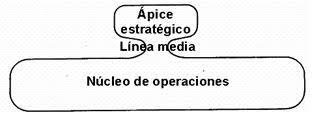 Ápice
estratégico
Línea media
Núcleo de operaciones